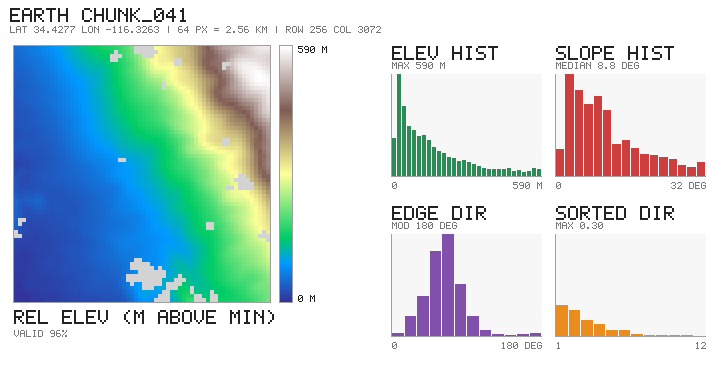 EARTH CHUNK_041
LAT 34.4277 LON -116.3263 | 64 PX = 2.56 KM | ROW 256 COL 3072
590 M
0 M
REL ELEV (M ABOVE MIN)
VALID 96%
ELEV HIST
MAX 590 M
0 590 M
SLOPE HIST
MEDIAN 8.8 DEG
0 32 DEG
EDGE DIR
MOD 180 DEG
0 180 DEG
SORTED DIR
MAX 0.30
1 12